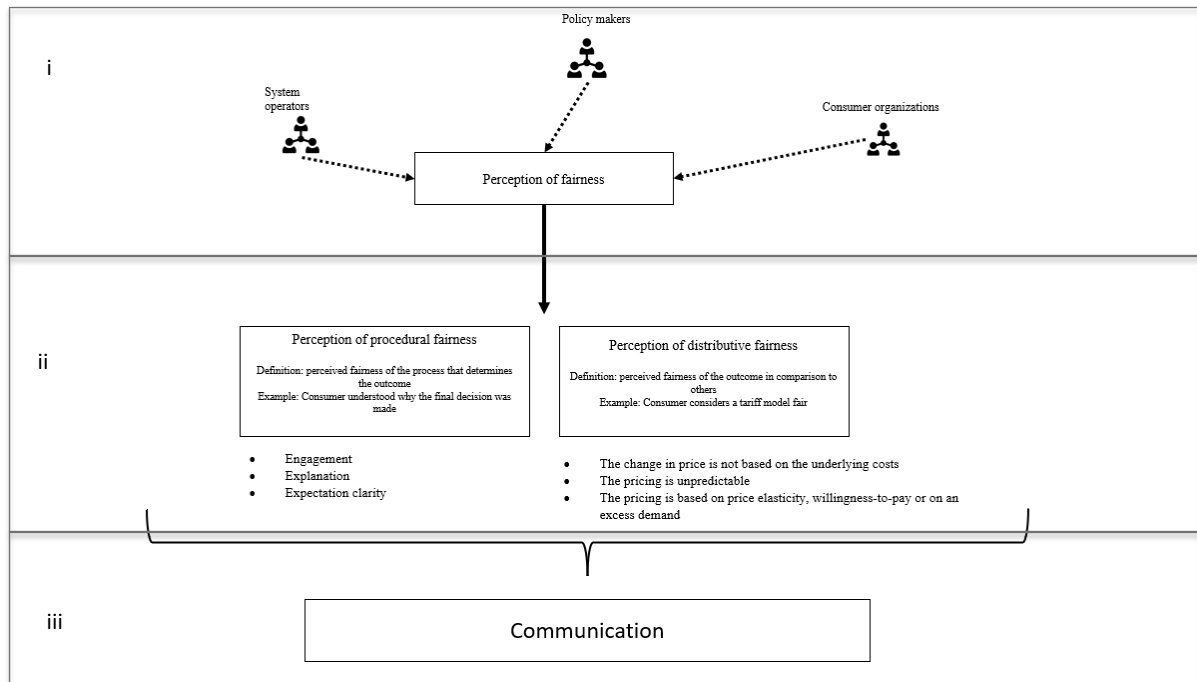 Policy makers
i
System
operators
Consumer organizations
Perception of fairness
ii
Perception of procedural fairness
Definition: perceived fairness of the process that determines
the outcome
Example: Consumer understood why the final decision was
made
Perception of distributive fairness
Definition: perceived fairness of the outcome in comparison to
others
Example: Consumer considers a tariff model fair
• Engagement
• Explanation
• Expectation clarity
• The change in price is not based on the underlying costs
• The pricing is unpredictable
• The pricing is based on price elasticity, willingness-to-pay or on an
excess demand
iii
Communication